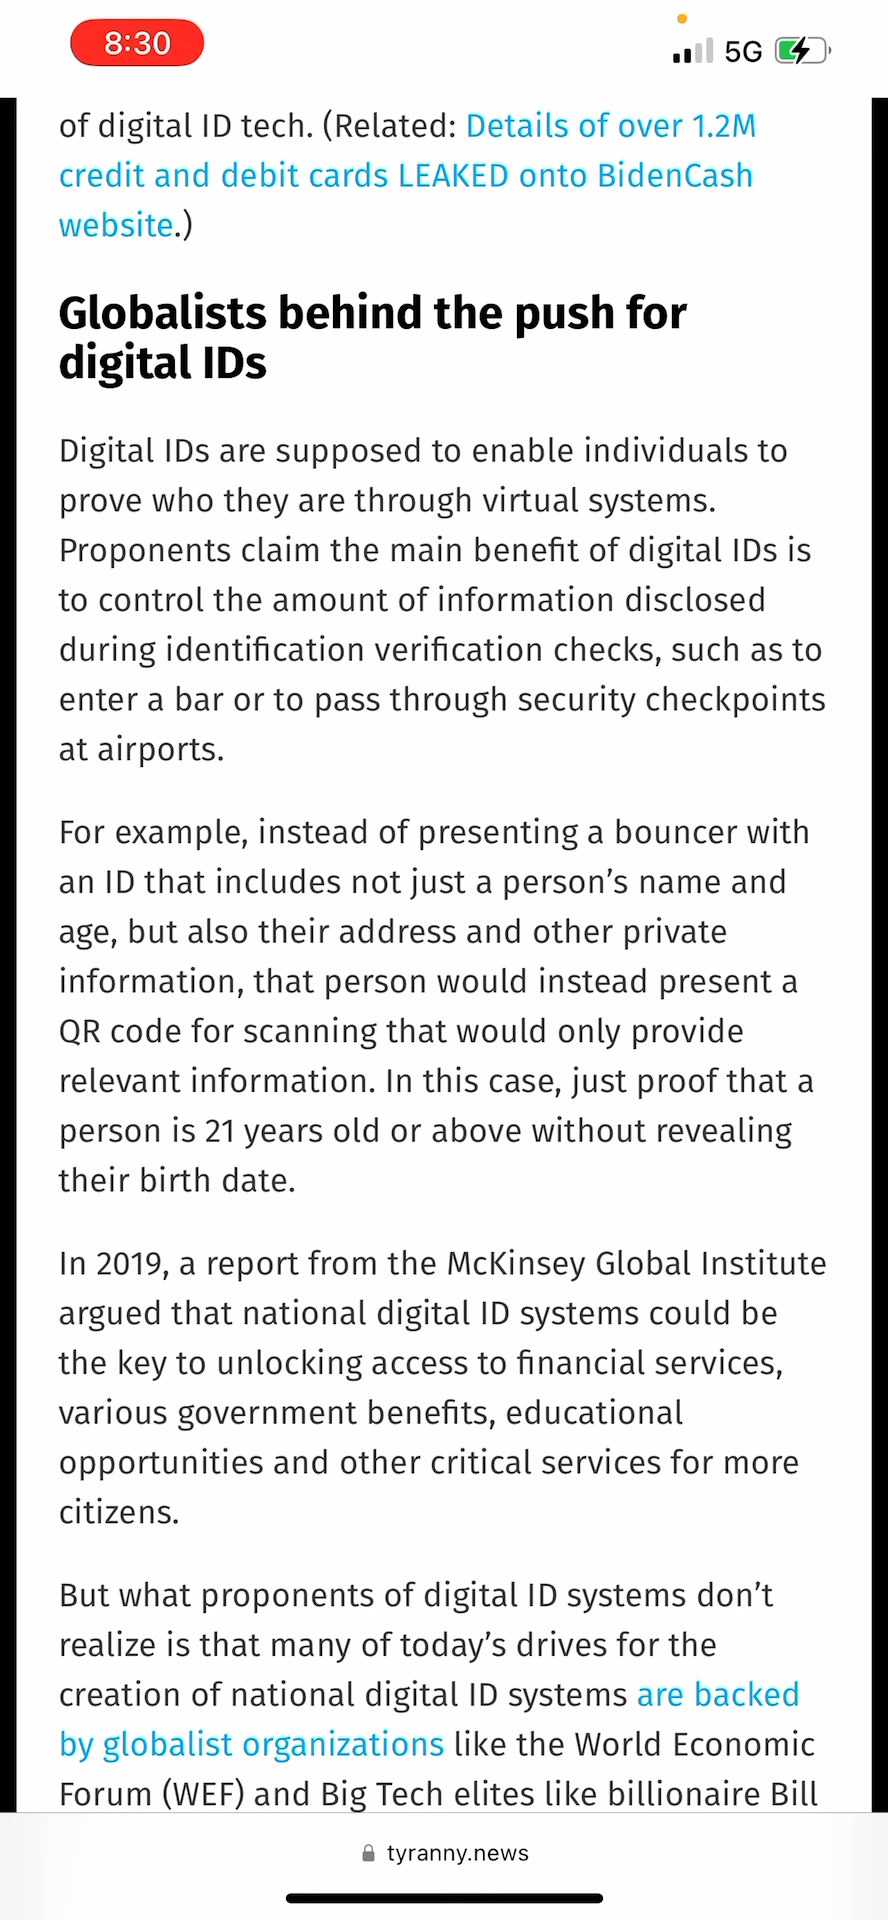 8:30
5G
of digital ID tech. (Related: Details of over 1.2M
credit and debit cards LEAKED onto BidenCash
website.)
Globalists behind the push for
digital IDs
Digital IDs are supposed to enable individuals to
prove who they are through virtual systems.
Proponents claim the main benefit of digital IDs is
to control the amount of information disclosed
during identification verification checks, such as to
enter a bar or to pass through security checkpoints
at airports.
For example, instead of presenting a bouncer with
an ID that includes not just a person’s name and
age, but also their address and other private
information, that person would instead present a
QR code for scanning that would only provide
relevant information. In this case, just proof that a
person is 21 years old or above without revealing
their birth date.
In 2019, a report from the McKinsey Global Institute
argued that national digital ID systems could be
the key to unlocking access to financial services,
various government benefits, educational
opportunities and other critical services for more
citizens.
But what proponents of digital ID systems don’t
realize is that many of today’s drives for the
creation of national digital ID systems are backed
by globalist organizations like the World Economic
Forum (WEF) and Big Tech elites like billionaire Bill
tyranny.news